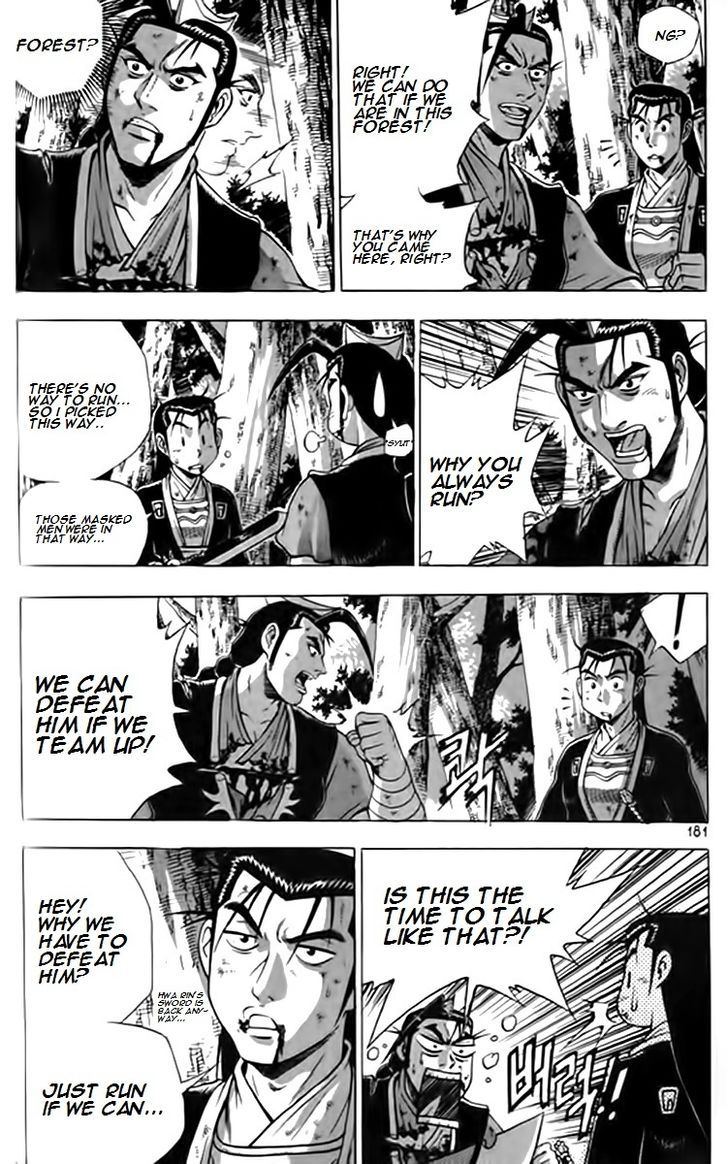 FOREST?
NG?
RIGHT!
WE CAN DO
THAT IF WE
ARE IN THIS
FOREST!
THAT'S WHY
YOU CAME
HERE, RIGHT?
THERE'S NO
WAY TO RUN...
SO I PICKED
THIS WAY..
THOSE MASKED
MEN WERE IN
THAT WAY...
"SYUT"
WHY YOU
ALWAYS
RUN?
WE CAN
DEFEAT
HIM IF WE
TEAM UP!
콱
!
181
HEY!
WHY WE
HAVE TO
DEFEAT
HIM?
HWA RIN'S
SWORD IS
BACK ANY-
WAY...
JUST RUN
IF WE CAN...
IS THIS THE
TIME TO TALK
LIKE THAT?!
버럭!!